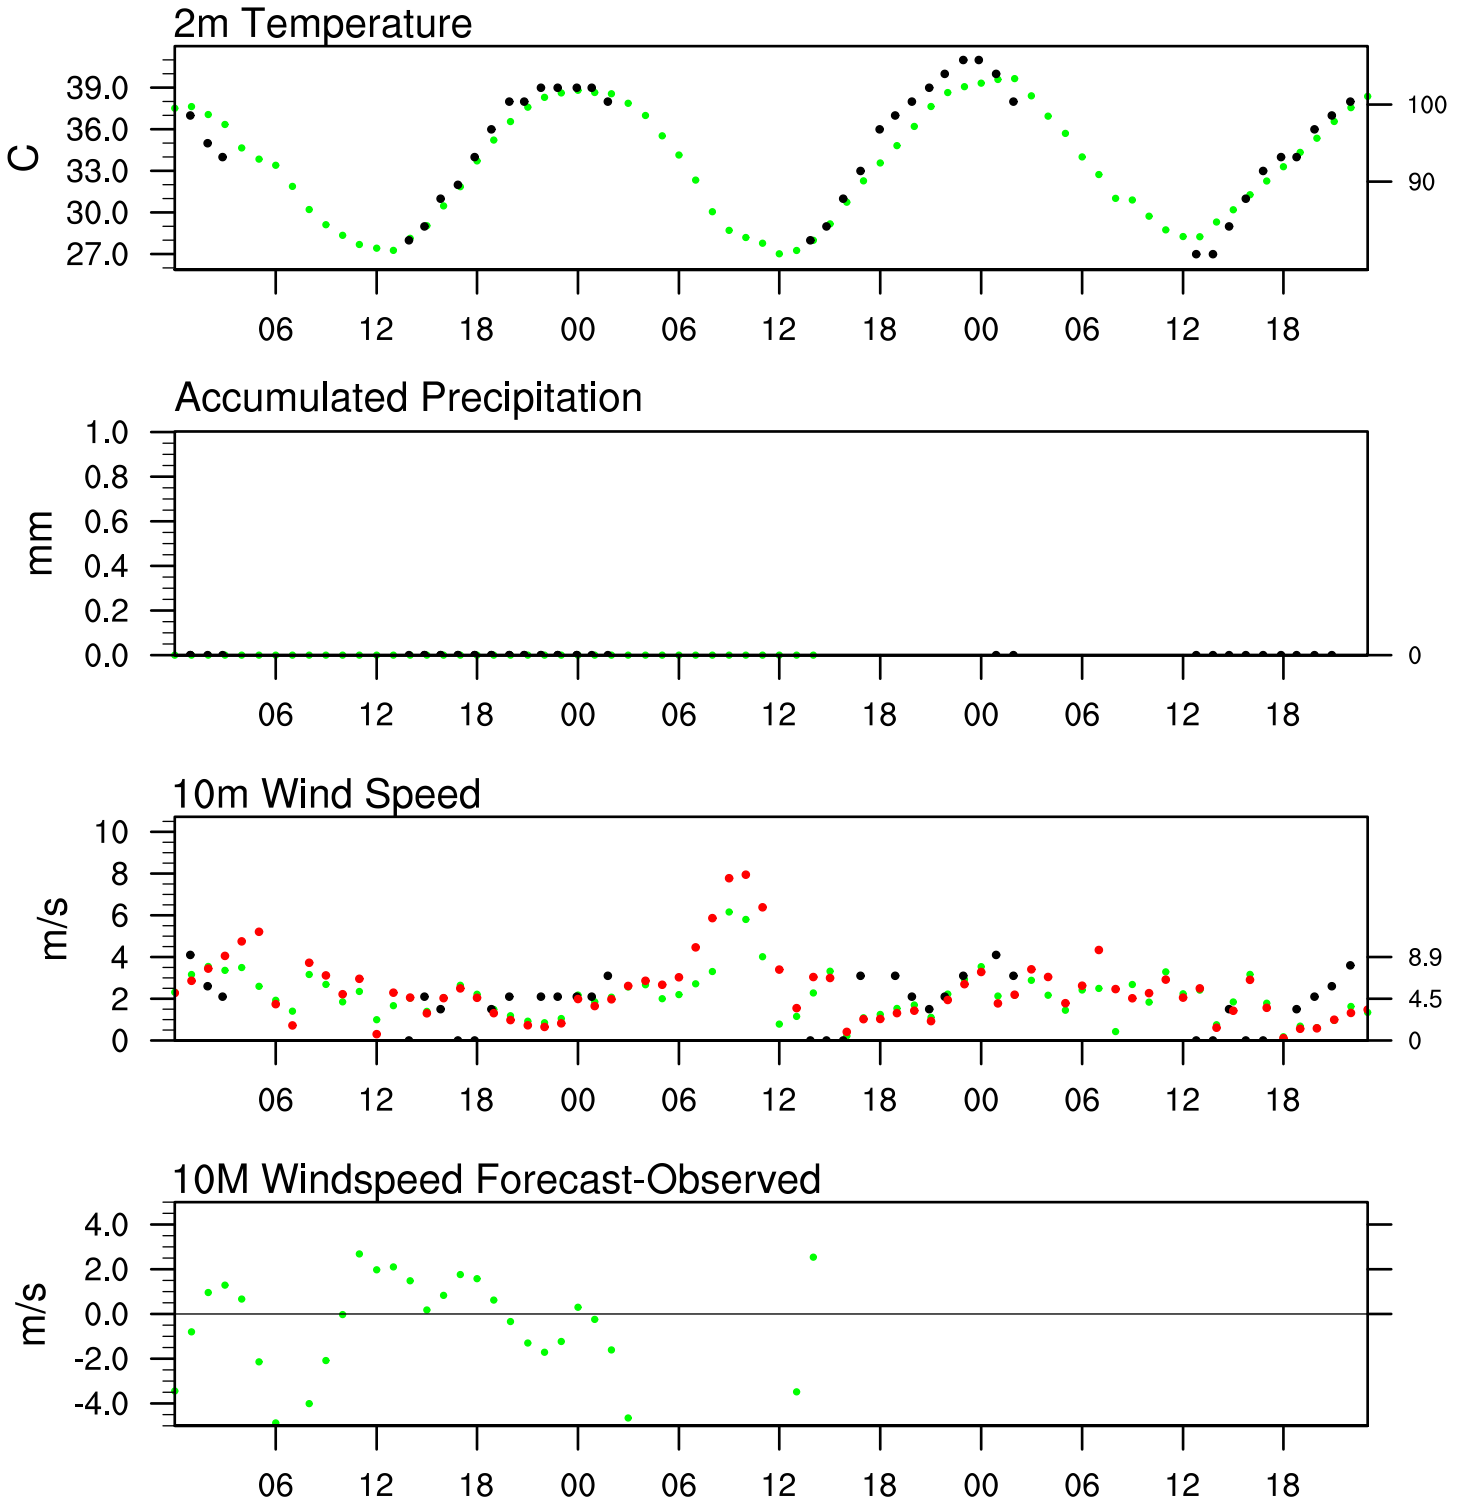 2m Temperature
39.0
36.0
33.0
30.0
27.0
C
100
90
06 12 18 00 06 12 18 00 06 12 18
Accumulated Precipitation
1.0
0.8
0.6
0.4
0.2
0.0
mm
0
06 12 18 00 06 12 18 00 06 12 18
10m Wind Speed
10
8
6
4
2
0
m/s
8.9
4.5
0
06 12 18 00 06 12 18 00 06 12 18
10M Windspeed Forecast-Observed
4.0
2.0
0.0
-2.0
-4.0
m/s
06 12 18 00 06 12 18 00 06 12 18